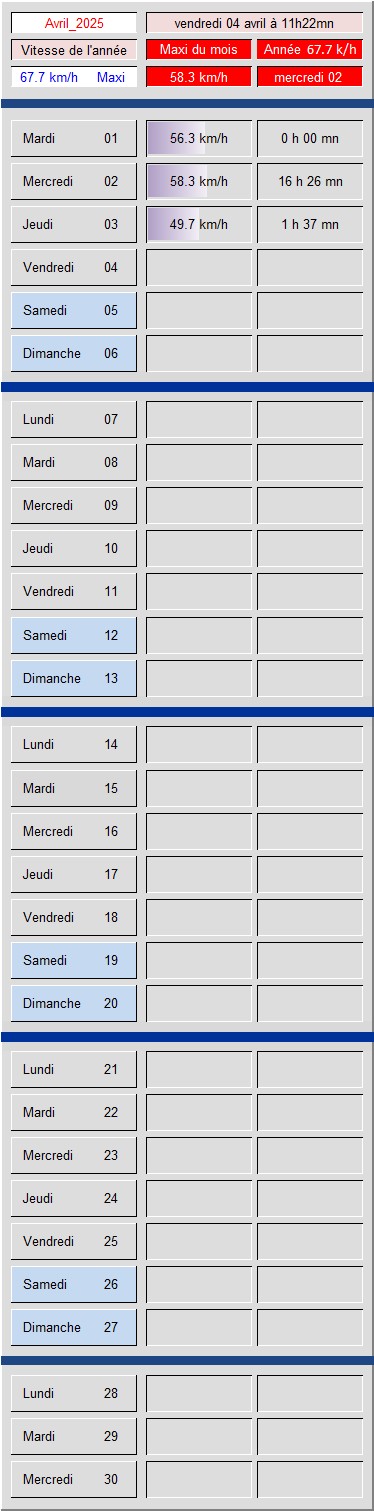 Avril_2025 vendredi 04 avril à 11h22mn
Vitesse de l'année Maxi du mois Année 67.7 k/h
67.7 km/h Maxi 58.3 km/h mercredi 02
Mardi 01 56.3 km/h 0 h 00 mn
Mercredi 02 58.3 km/h 16 h 26 mn
Jeudi 03 49.7 km/h 1 h 37 mn
Vendredi 04
Samedi 05
Dimanche 06
Lundi 07
Mardi 08
Mercredi 09
Jeudi 10
Vendredi 11
Samedi 12
Dimanche 13
Lundi 14
Mardi 15
Mercredi 16
Jeudi 17
Vendredi 18
Samedi 19
Dimanche 20
Lundi 21
Mardi 22
Mercredi 23
Jeudi 24
Vendredi 25
Samedi 26
Dimanche 27
Lundi 28
Mardi 29
Mercredi 30